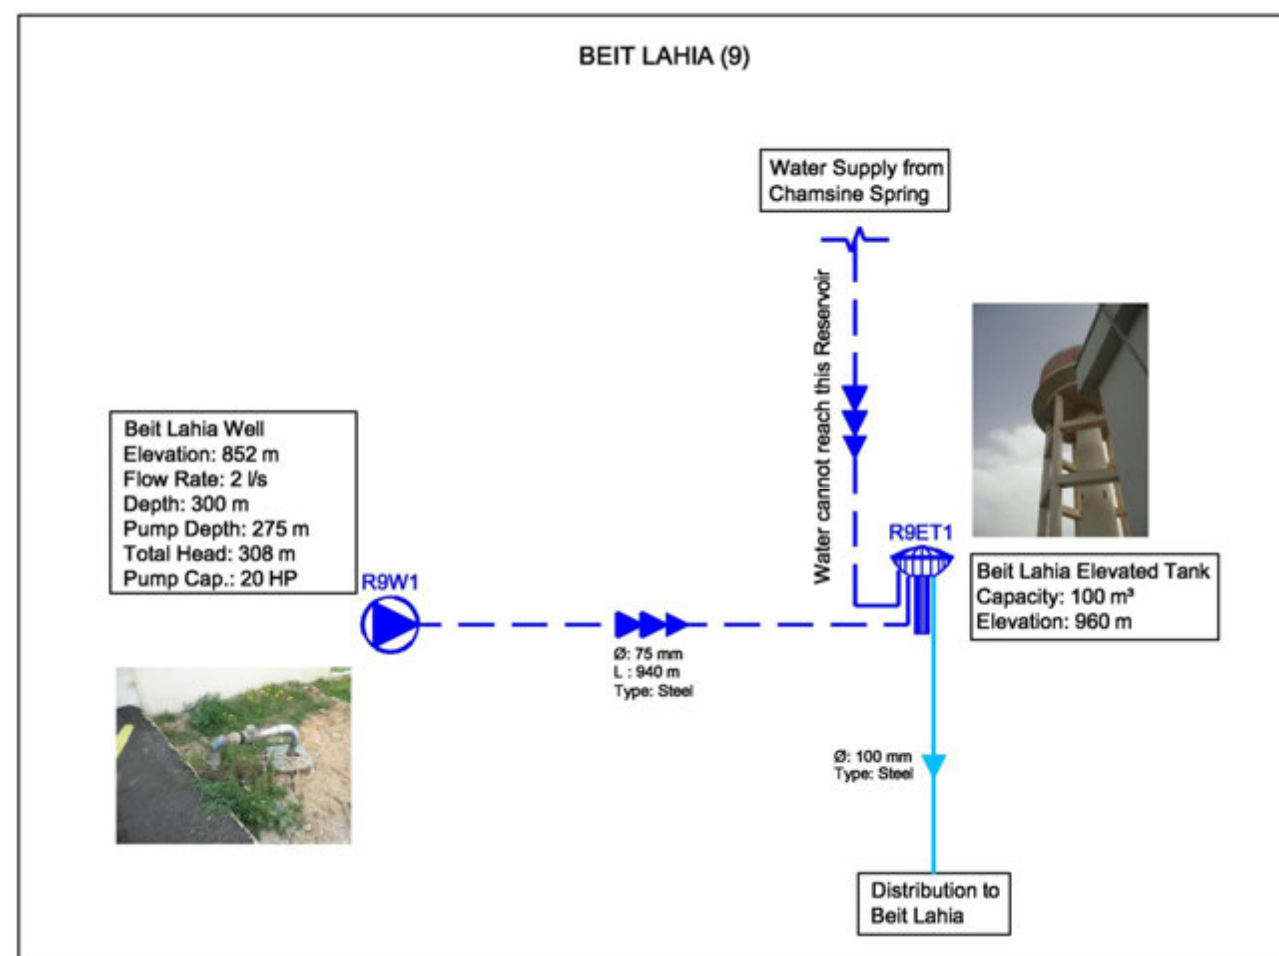 BEIT LAHIA (9)
Water Supply from
Chamsine Spring
Water cannot reach this Reservoir
Beit Lahia Well
Elevation: 852 m
Flow Rate: 2 l/s
Depth: 300 m
Pump Depth: 275 m
Total Head: 308 m
Pump Cap.: 20 HP
R9W1
R9ET1
Beit Lahia Elevated Tank
Capacity: 100 m³
Elevation: 960 m
Ø: 75 mm
L : 940 m
Type: Steel
Ø: 100 mm
Type: Steel
Distribution to
Beit Lahia